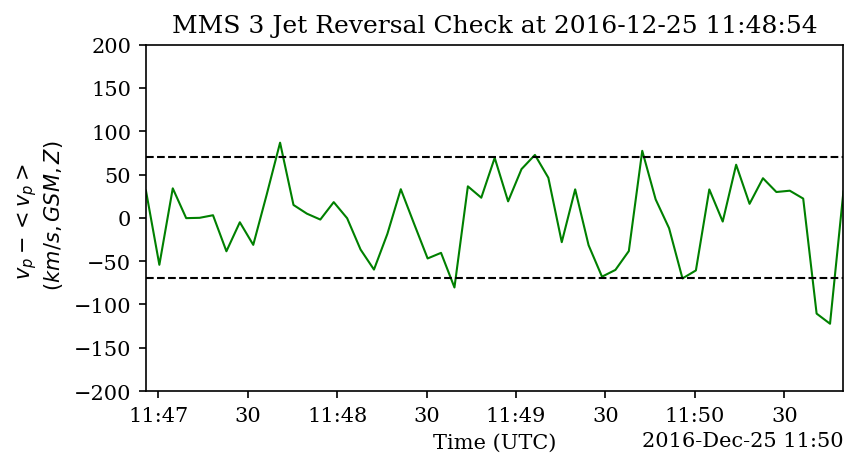 MMS 3 Jet Reversal Check at 2016-12-25 11:48:54
200
150
100
50
0
−50
−100
−150
−200
v_p − < v_p >
(km/s, GSM, Z)
11:47 30 11:48 30 11:49 30 11:50 30
Time (UTC)
2016-Dec-25 11:50